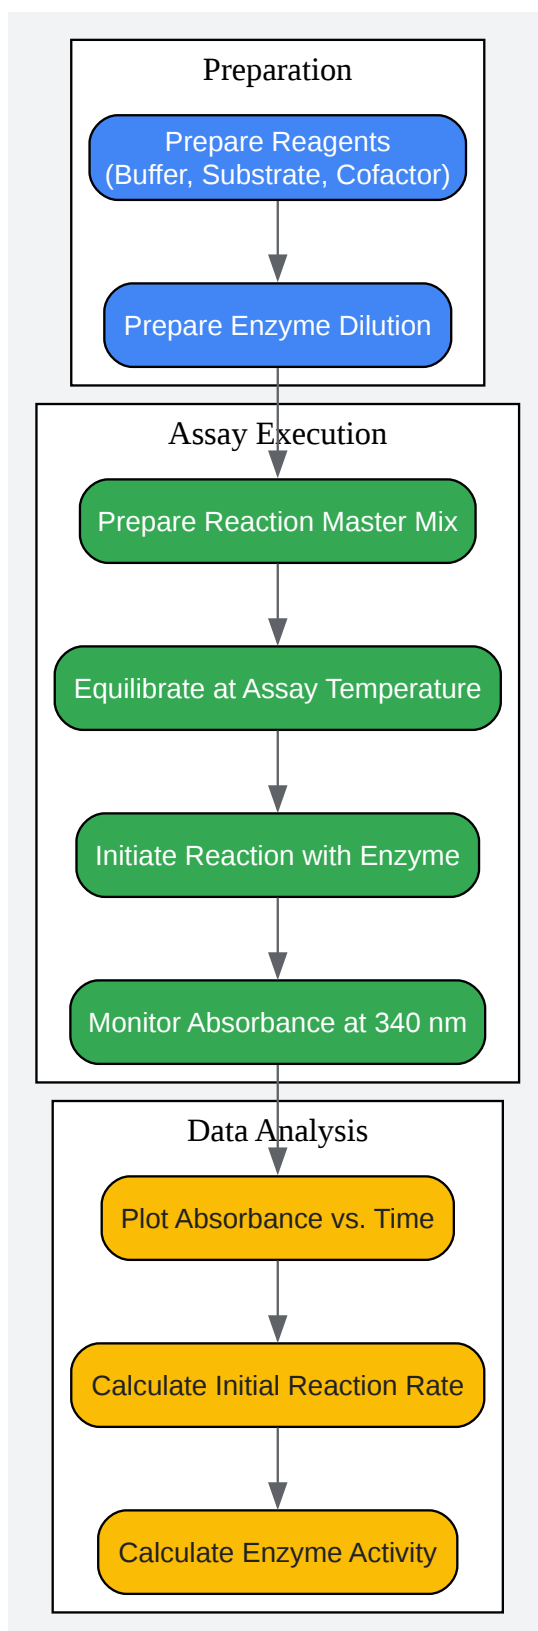 Preparation
Prepare Reagents
(Buffer, Substrate, Cofactor)
Prepare Enzyme Dilution
Assay Execution
Prepare Reaction Master Mix
Equilibrate at Assay Temperature
Initiate Reaction with Enzyme
Monitor Absorbance at 340 nm
Data Analysis
Plot Absorbance vs. Time
Calculate Initial Reaction Rate
Calculate Enzyme Activity